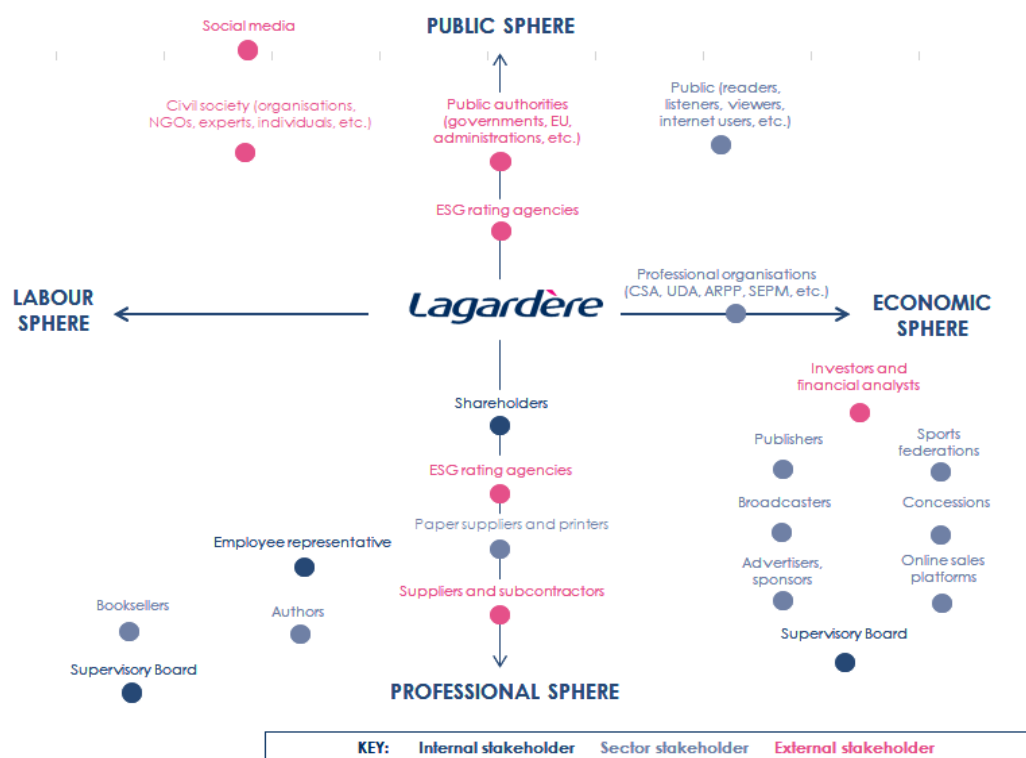 Social media
PUBLIC SPHERE
Civil society (organisations,
NGOs, experts, individuals, etc.)
Public authorities
(governments, EU,
administrations, etc.)
Public (readers,
listeners, viewers,
internet users, etc.)
ESG rating agencies
LABOUR
SPHERE
Lagardère
Professional organisations
(CSA, UDA, ARPP, SEPM, etc.)
ECONOMIC
SPHERE
Investors and
financial analysts
Shareholders
Publishers
Sports
federations
ESG rating agencies
Broadcasters
Concessions
Paper suppliers and printers
Employee representative
Advertisers,
sponsors
Online sales
platforms
Suppliers and subcontractors
Booksellers
Authors
Supervisory Board
Supervisory Board
PROFESSIONAL SPHERE
KEY: Internal stakeholder Sector stakeholder External stakeholder